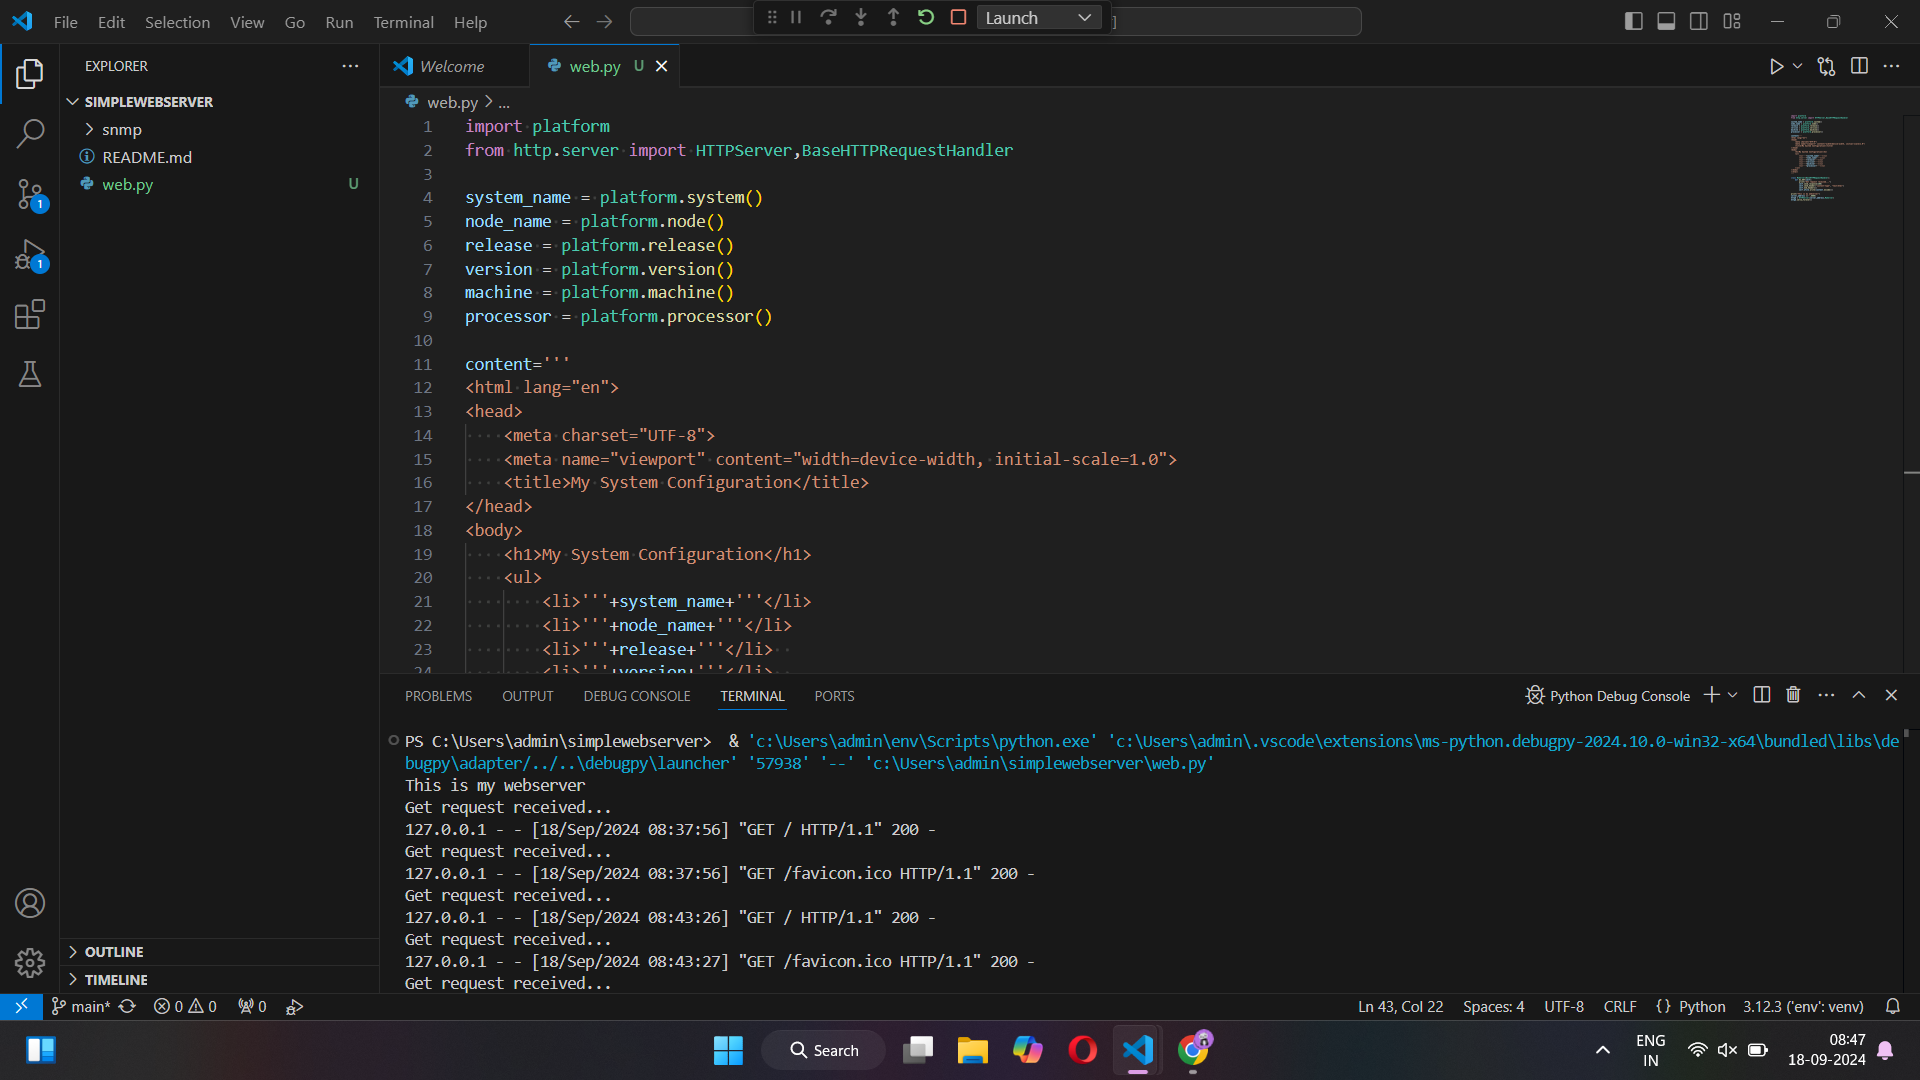 File Edit Selection View Go Run Terminal Help
Launch
]
EXPLORER
SIMPLEWEBSERVER
snmp
README.md
web.py U
OUTLINE
TIMELINE
1
1
Welcome
web.py U
web.py > ...
1 import platform
2 from http.server import HTTPServer,BaseHTTPRequestHandler
3
4 system_name = platform.system()
5 node_name = platform.node()
6 release = platform.release()
7 version = platform.version()
8 machine = platform.machine()
9 processor = platform.processor()
10
11 content='''
12 <html lang="en">
13 <head>
14 <meta charset="UTF-8">
15 <meta name="viewport" content="width=device-width, initial-scale=1.0">
16 <title>My System Configuration</title>
17 </head>
18 <body>
19 <h1>My System Configuration</h1>
20 <ul>
21 <li>'''+system_name+'''</li>
22 <li>'''+node_name+'''</li>
23 <li>'''+release+'''</li>
24 <li>'''+version+'''</li>
PROBLEMS OUTPUT DEBUG CONSOLE TERMINAL PORTS
Python Debug Console
PS C:\Users\admin\simplewebserver> & 'c:\Users\admin\env\Scripts\python.exe' 'c:\Users\admin\.vscode\extensions\ms-python.debugpy-2024.10.0-win32-x64\bundled\libs\de
bugpy\adapter/../..\debugpy\launcher' '57938' '--' 'c:\Users\admin\simplewebserver\web.py'
This is my webserver
Get request received...
127.0.0.1 - - [18/Sep/2024 08:37:56] "GET / HTTP/1.1" 200 -
Get request received...
127.0.0.1 - - [18/Sep/2024 08:37:56] "GET /favicon.ico HTTP/1.1" 200 -
Get request received...
127.0.0.1 - - [18/Sep/2024 08:43:26] "GET / HTTP/1.1" 200 -
Get request received...
127.0.0.1 - - [18/Sep/2024 08:43:27] "GET /favicon.ico HTTP/1.1" 200 -
Get request received...
main* 0 0 0
Ln 43, Col 22 Spaces: 4 UTF-8 CRLF {} Python 3.12.3 ('env': venv)
Search
ENG
IN
08:47
18-09-2024